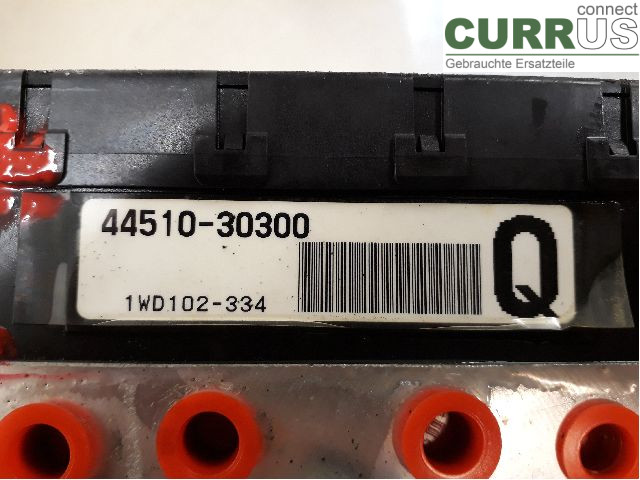 connect
CURRUS
Gebrauchte Ersatzteile
44510-30300
1WD102-334
Q